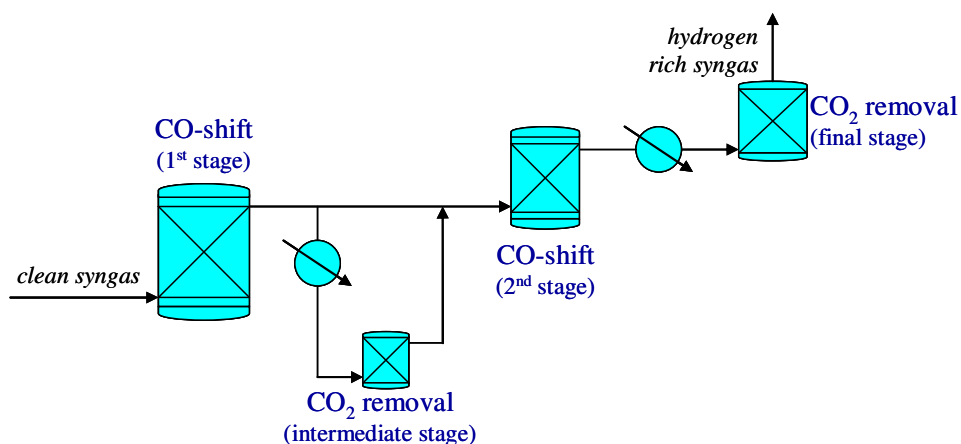 hydrogen
rich syngas
CO₂ removal
(final stage)
CO-shift
(1ˢᵗ stage)
clean syngas
CO-shift
(2ⁿᵈ stage)
CO₂ removal
(intermediate stage)